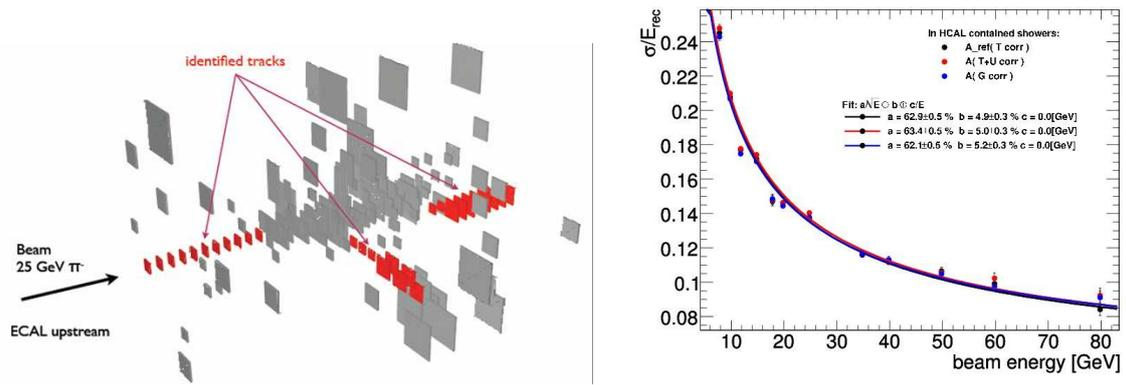 identified tracks
Beam
25 GeV π-
ECAL upstream
σ/E_rec
0.24
0.22
0.2
0.18
0.16
0.14
0.12
0.1
0.08
10 20 30 40 50 60 70 80
beam energy [GeV]
In HCAL contained showers:
A_ref( T corr )
A( T+U corr )
A( G corr )
Fit: a/√E ⊕ b ⊕ c/E
a = 62.9±0.5 % b = 4.9±0.3 % c = 0.0[GeV]
a = 63.4±0.5 % b = 5.0±0.3 % c = 0.0[GeV]
a = 62.1±0.5 % b = 5.2±0.3 % c = 0.0[GeV]